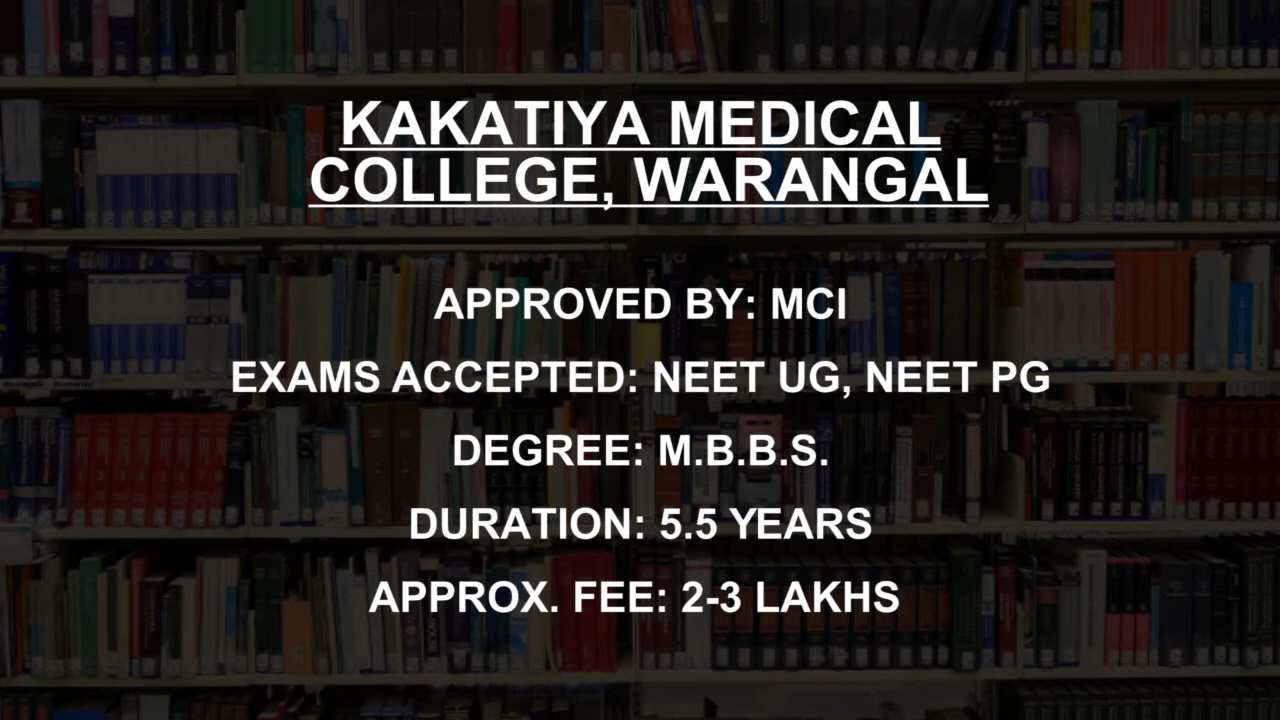 KAKATIYA MEDICAL
COLLEGE, WARANGAL
APPROVED BY: MCI
EXAMS ACCEPTED: NEET UG, NEET PG
DEGREE: M.B.B.S.
DURATION: 5.5 YEARS
APPROX. FEE: 2-3 LAKHS